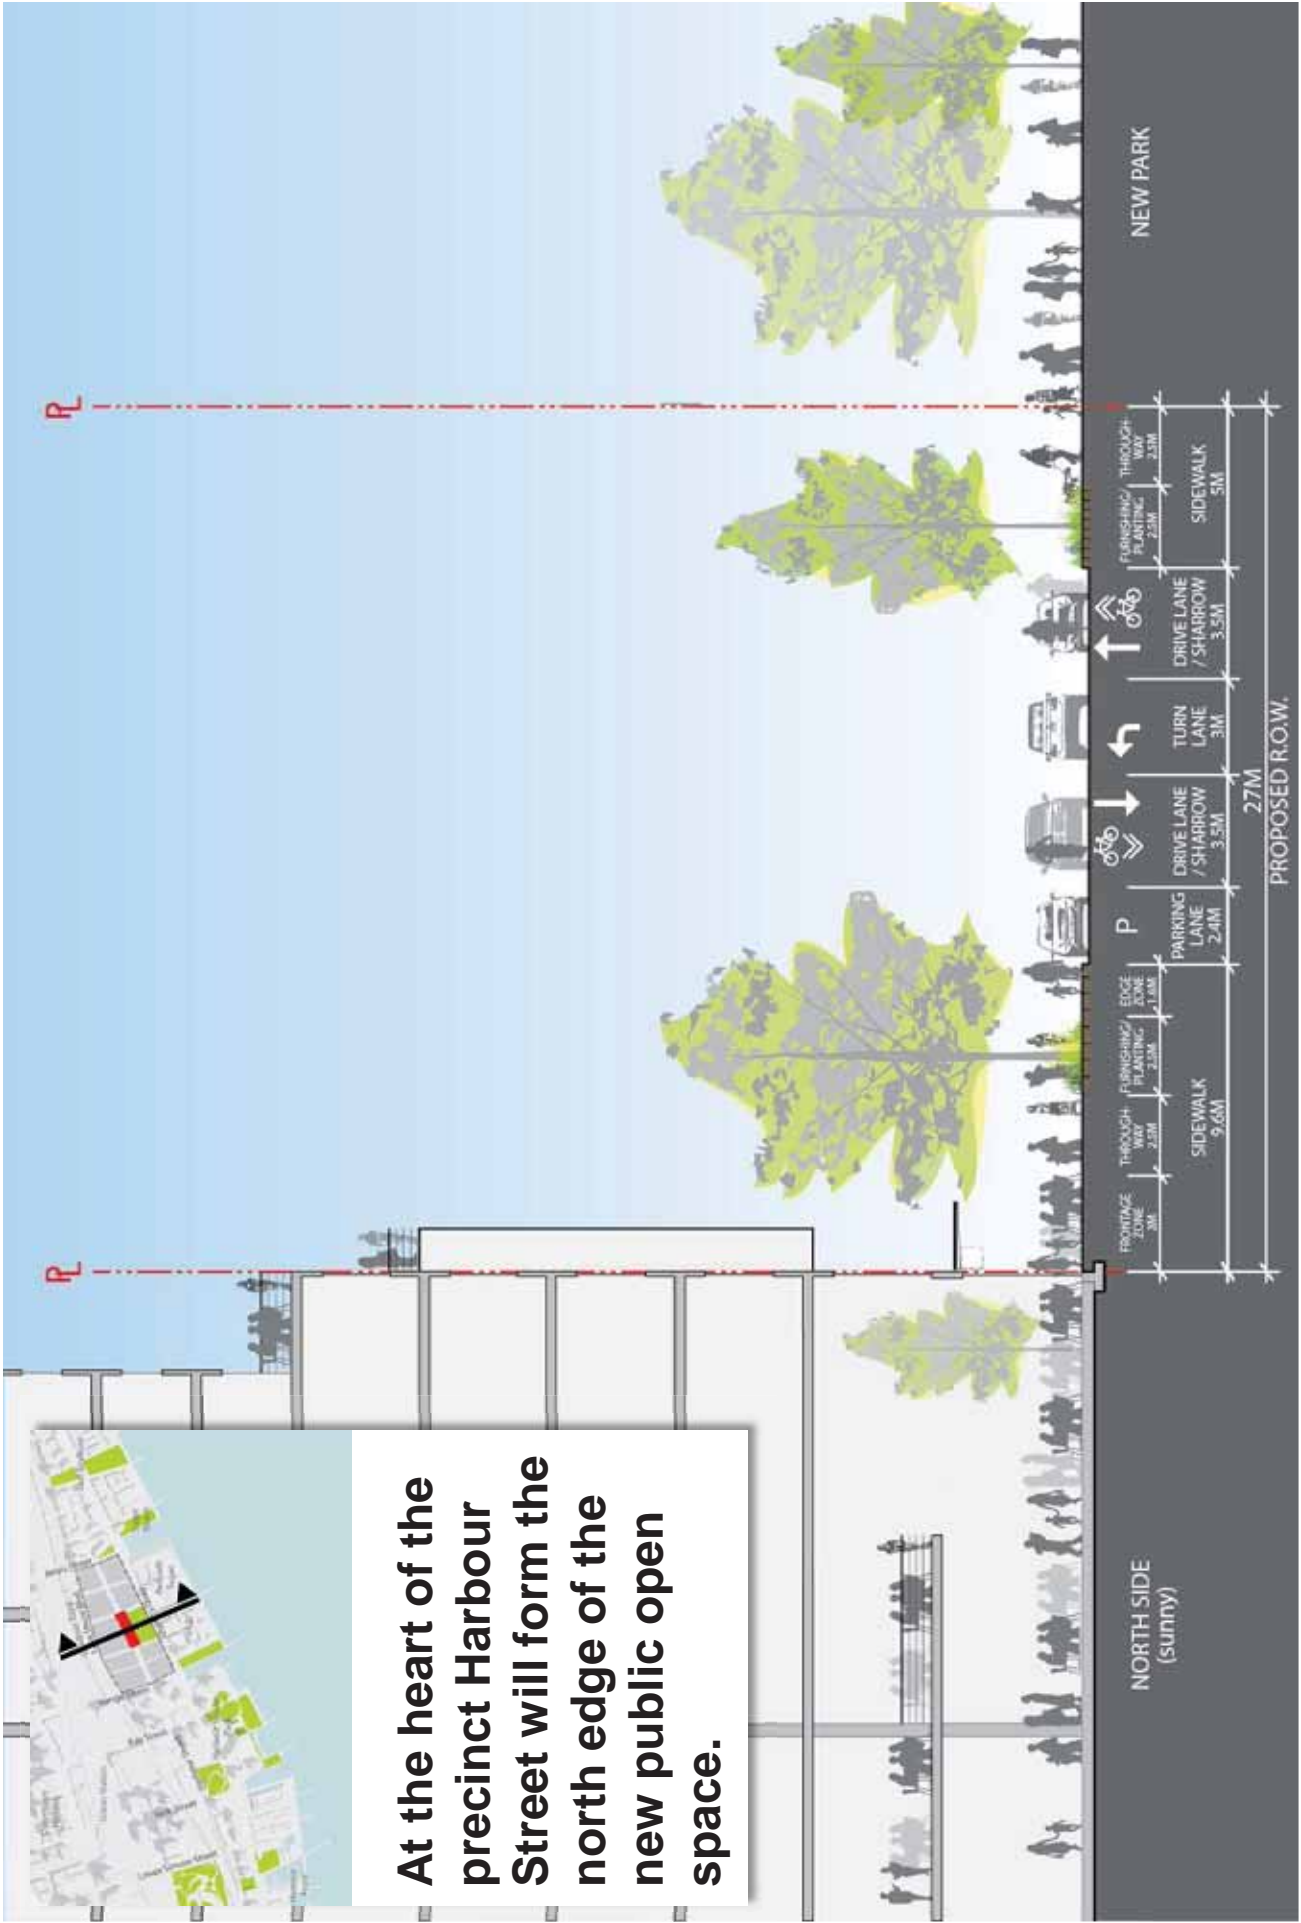 At the heart of the
precinct Harbour
Street will form the
north edge of the
new public open
space.
PL
PL
NORTH SIDE
(sunny)
NEW PARK
FRONTAGE
ZONE
3M
THROUGH-
WAY
2.5M
FURNISHING/
PLANTING
2.5M
EDGE
ZONE
1.6M
P
FURNISHING/
PLANTING
2.5M
THROUGH-
WAY
2.5M
SIDEWALK
9.6M
PARKING
LANE
2.4M
DRIVE LANE
/ SHARROW
3.5M
TURN
LANE
3M
DRIVE LANE
/ SHARROW
3.5M
SIDEWALK
5M
27M
PROPOSED R.O.W.